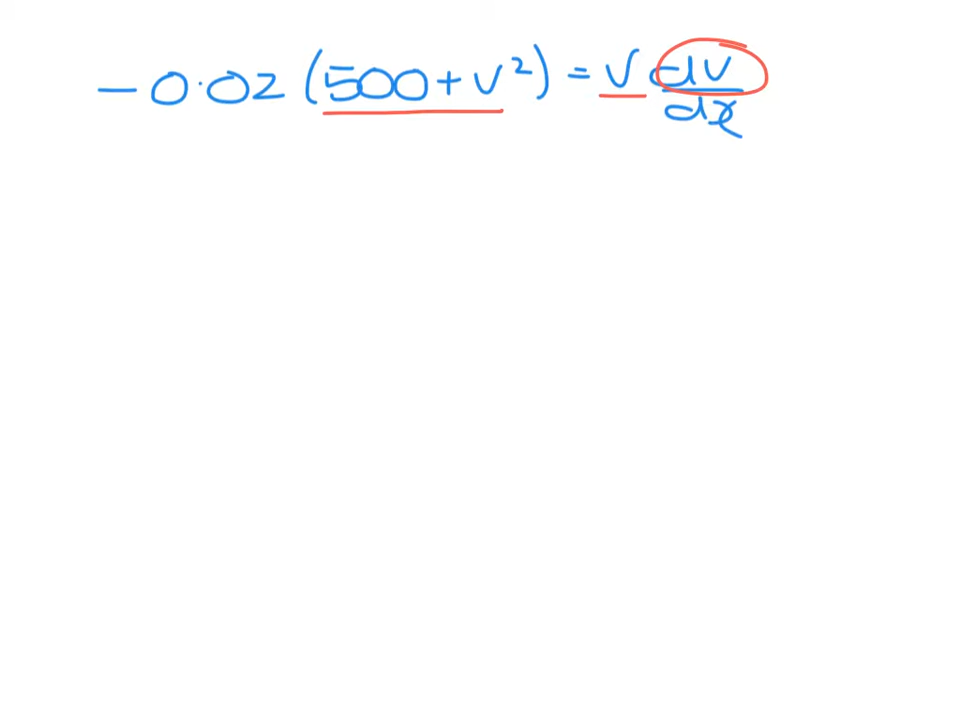 -0.02 (500 + v²) = v dv/dx